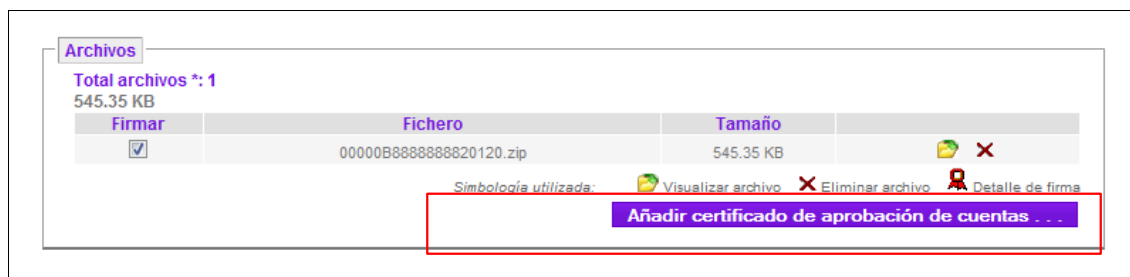 Archivos
Total archivos *: 1
545.35 KB
Firmar Fichero Tamaño
00000B8888888820120.zip 545.35 KB
Simbología utilizada: Visualizar archivo Eliminar archivo Detalle de firma
Añadir certificado de aprobación de cuentas . . .